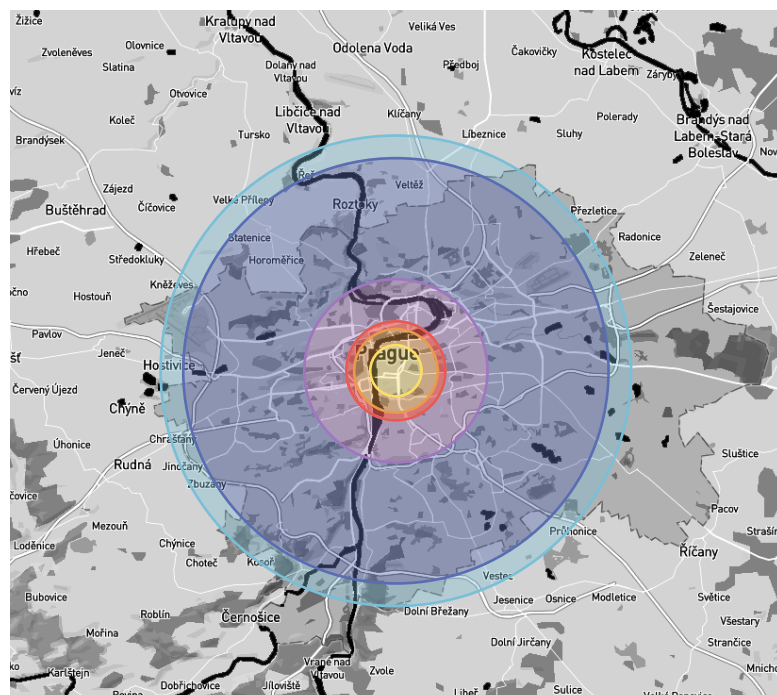 Žižice
Kralupy nad
Vltavou
Veliká Ves
Olovnice
Zvoleněves
Odolena Voda
Čakovičky
Kostelec
nad Labem
Slatina
Dolany nad
Vltavou
Předboj
Záryby
Otvovice
Libčice nad
Vltavou
Klíčany
Koleč
Tursko
Líbeznice
Sluhy
Polerady
Brandýs nad
Labem-Stará
Boleslav
Brandýsek
Zájezd
Řež
Veltěž
Číčovice
Velké Přílepy
Roztoky
Buštěhrad
Přezletice
Statenice
Radonice
Hřebeč
Středokluky
Horoměřice
Zeleneč
Kněževes
Hostouň
Šestajovice
Pavlov
Jeneč
Prague
Hostivice
Červený Újezd
Chýně
Úhonice
Chrášťany
Rudná
Jinočany
Sluštice
Zbuzany
Pacov
Mezouň
Průhonice
Loděnice
Chýnice
Říčany
Choteč
Kosoř
Vestec
Bubovice
Jesenice
Osnice
Modletice
Světice
Roblín
Černošice
Dolní Břežany
Všestary
Mořina
Dolní Jirčany
Strančice
Vrané nad
Vltavou
Zvole
Karlštejn
Dobřichovice
Jíloviště
Sulice